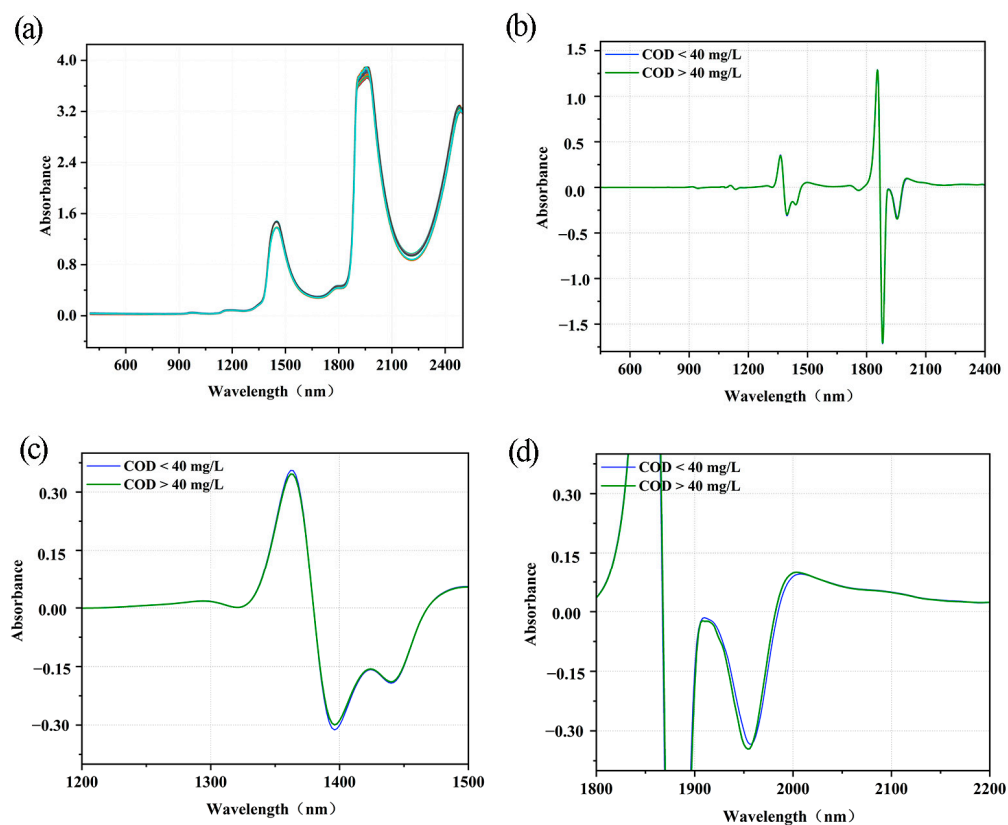 (a)
4.0
3.2
2.4
1.6
0.8
0.0
Absorbance
600 900 1200 1500 1800 2100 2400
Wavelength（nm）
(b)
COD < 40 mg/L
COD > 40 mg/L
1.5
1.0
0.5
0.0
−0.5
−1.0
−1.5
Absorbance
600 900 1200 1500 1800 2100 2400
Wavelength（nm）
(c)
COD < 40 mg/L
COD > 40 mg/L
0.30
0.15
0.00
−0.15
−0.30
Absorbance
1200 1300 1400 1500
Wavelength（nm）
(d)
COD < 40 mg/L
COD > 40 mg/L
0.30
0.15
0.00
−0.15
−0.30
Absorbance
1800 1900 2000 2100 2200
Wavelength（nm）